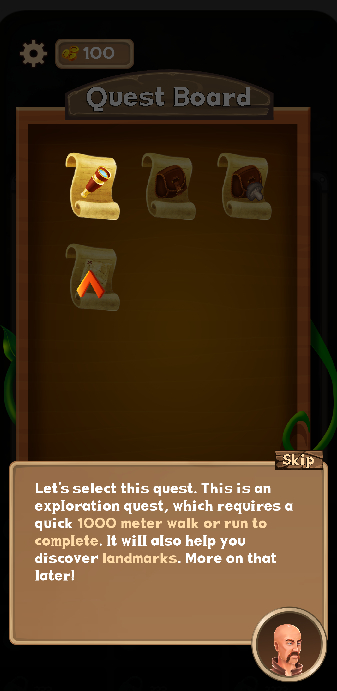 100
Quest Board
Skip
Let's select this quest. This is an
exploration quest, which requires a
quick 1000 meter walk or run to
complete. It will also help you
discover landmarks. More on that
later!